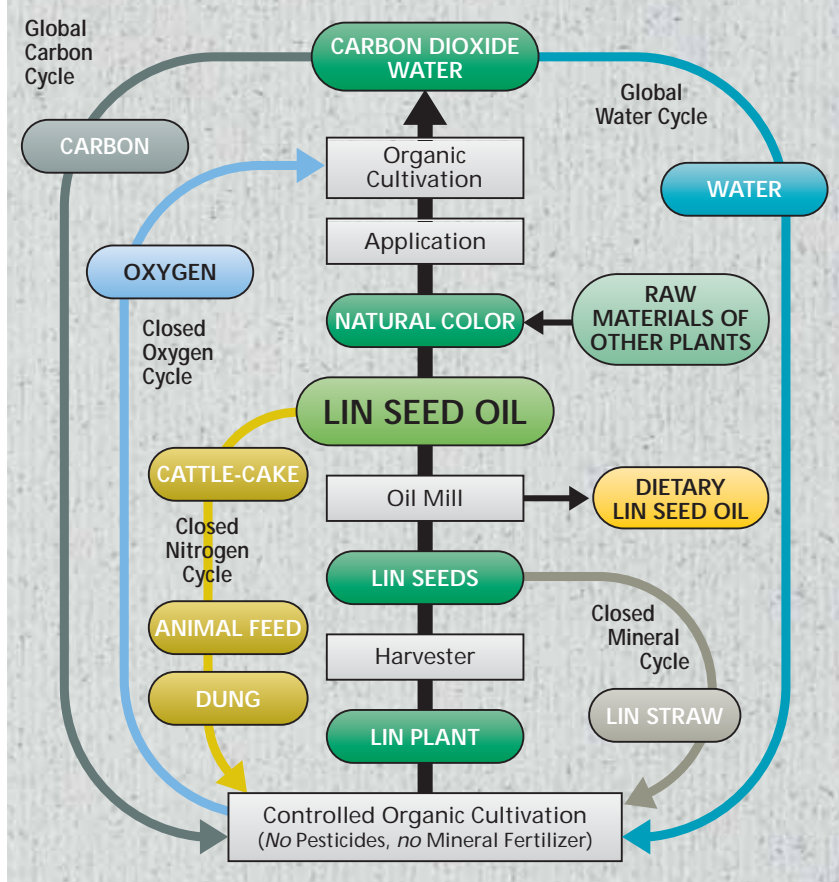 Global
Carbon
Cycle
CARBON DIOXIDE
WATER
Global
Water Cycle
CARBON
Organic
Cultivation
WATER
Application
OXYGEN
Closed
Oxygen
Cycle
NATURAL COLOR
RAW
MATERIALS OF
OTHER PLANTS
LIN SEED OIL
CATTLE-CAKE
Oil Mill
DIETARY
LIN SEED OIL
Closed
Nitrogen
Cycle
LIN SEEDS
Closed
Mineral
Cycle
ANIMAL FEED
Harvester
DUNG
LIN STRAW
LIN PLANT
Controlled Organic Cultivation
(No Pesticides, no Mineral Fertilizer)